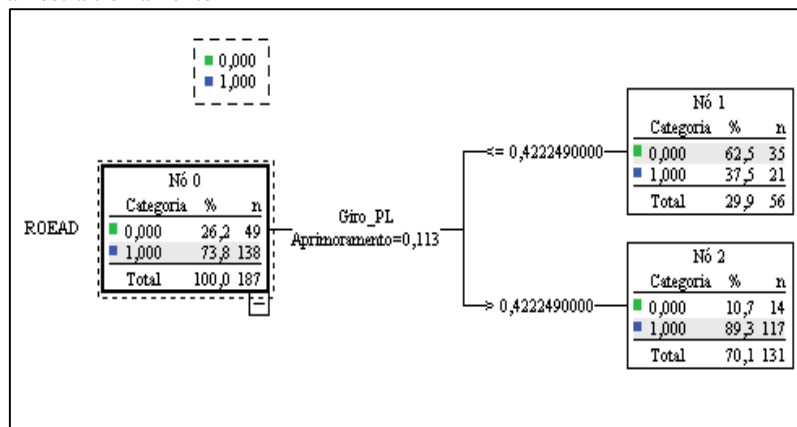 0,000
1,000
ROEAD
Nó 0
Categoria % n
0,000 26,2 49
1,000 73,8 138
Total 100,0 187
Giro_PL
Aprimoramento=0,113
<= 0,4222490000
Nó 1
Categoria % n
0,000 62,5 35
1,000 37,5 21
Total 29,9 56
> 0,4222490000
Nó 2
Categoria % n
0,000 10,7 14
1,000 89,3 117
Total 70,1 131